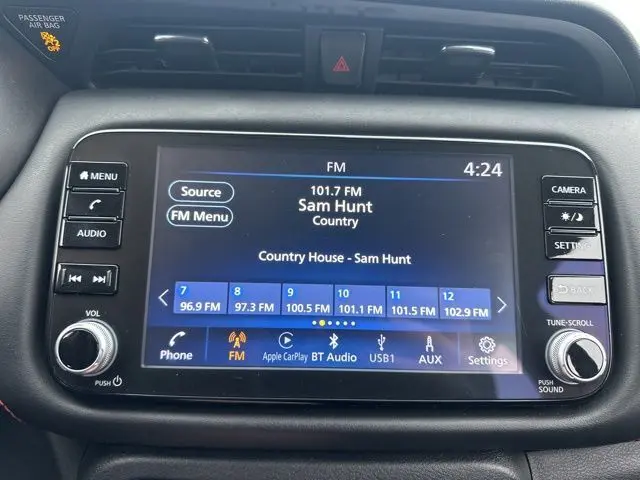 PASSENGER
AIR BAG
OFF
FM
4:24
MENU
AUDIO
VOL
PUSH
Source
FM Menu
101.7 FM
Sam Hunt
Country
Country House - Sam Hunt
7
96.9 FM
8
97.3 FM
9
100.5 FM
10
101.1 FM
11
101.5 FM
12
102.9 FM
Phone
FM
Apple CarPlay
BT Audio
USB1
AUX
Settings
CAMERA
SETTING
BACK
TUNE-SCROLL
PUSH
SOUND